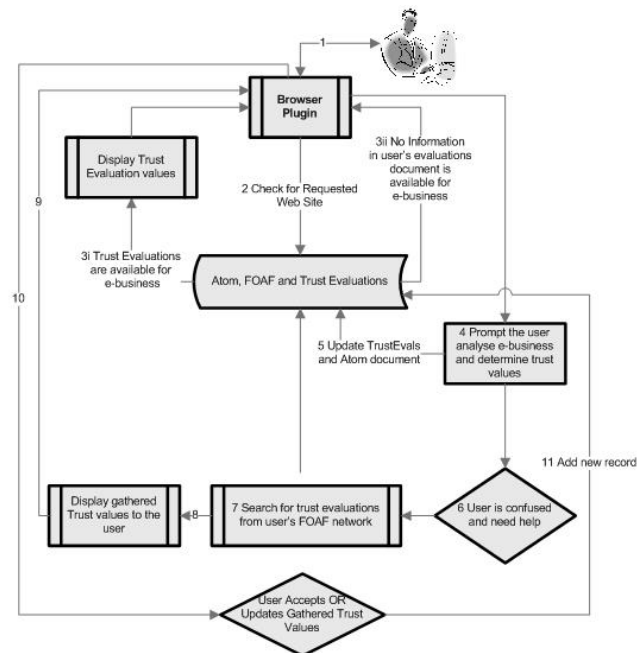 1
Browser
Plugin
3ii No Information
in user's evaluations
document is
available for
e-business
Display Trust
Evaluation values
2 Check for Requested
Web Site
9
3i Trust Evaluations
are available for
e-business
Atom, FOAF and Trust Evaluations
10
4 Prompt the user
analyse e-business
and determine trust
values
5 Update TrustEvals
and Atom document
11 Add new record
Display gathered
Trust values to the
user
8
7 Search for trust evaluations
from user's FOAF network
6 User is confused
and need help
User Accepts OR
Updates Gathered Trust
Values